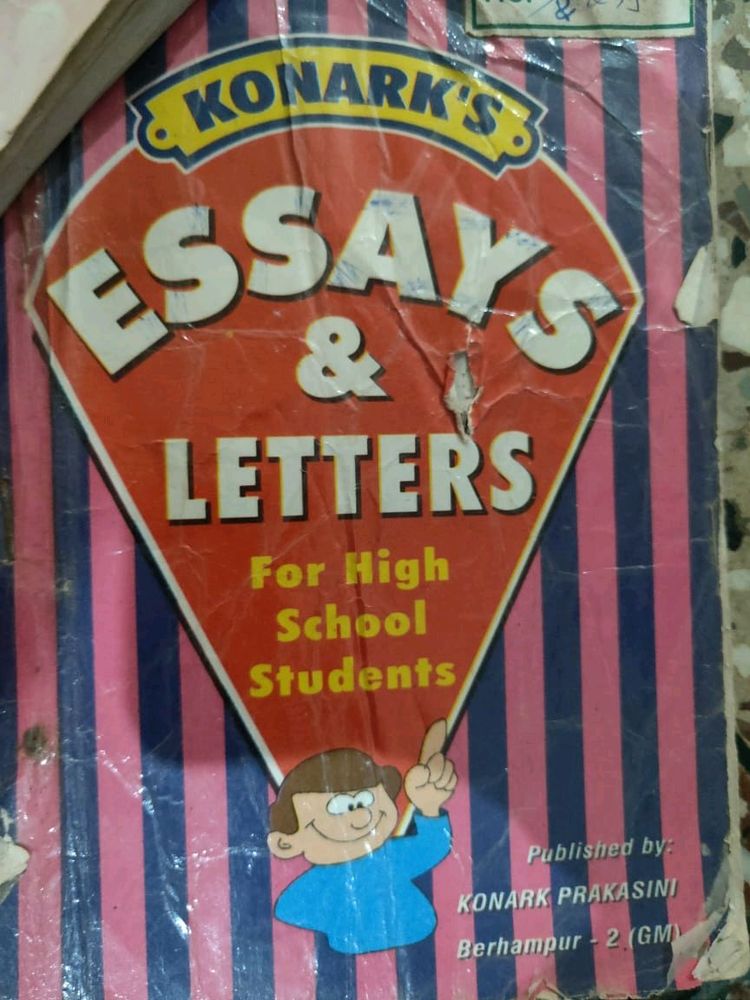 KONARK'S
ESSAYS
&
LETTERS
For High
School
Students
Published by:
KONARK PRAKASINI
Berhampur - 2 (GM)